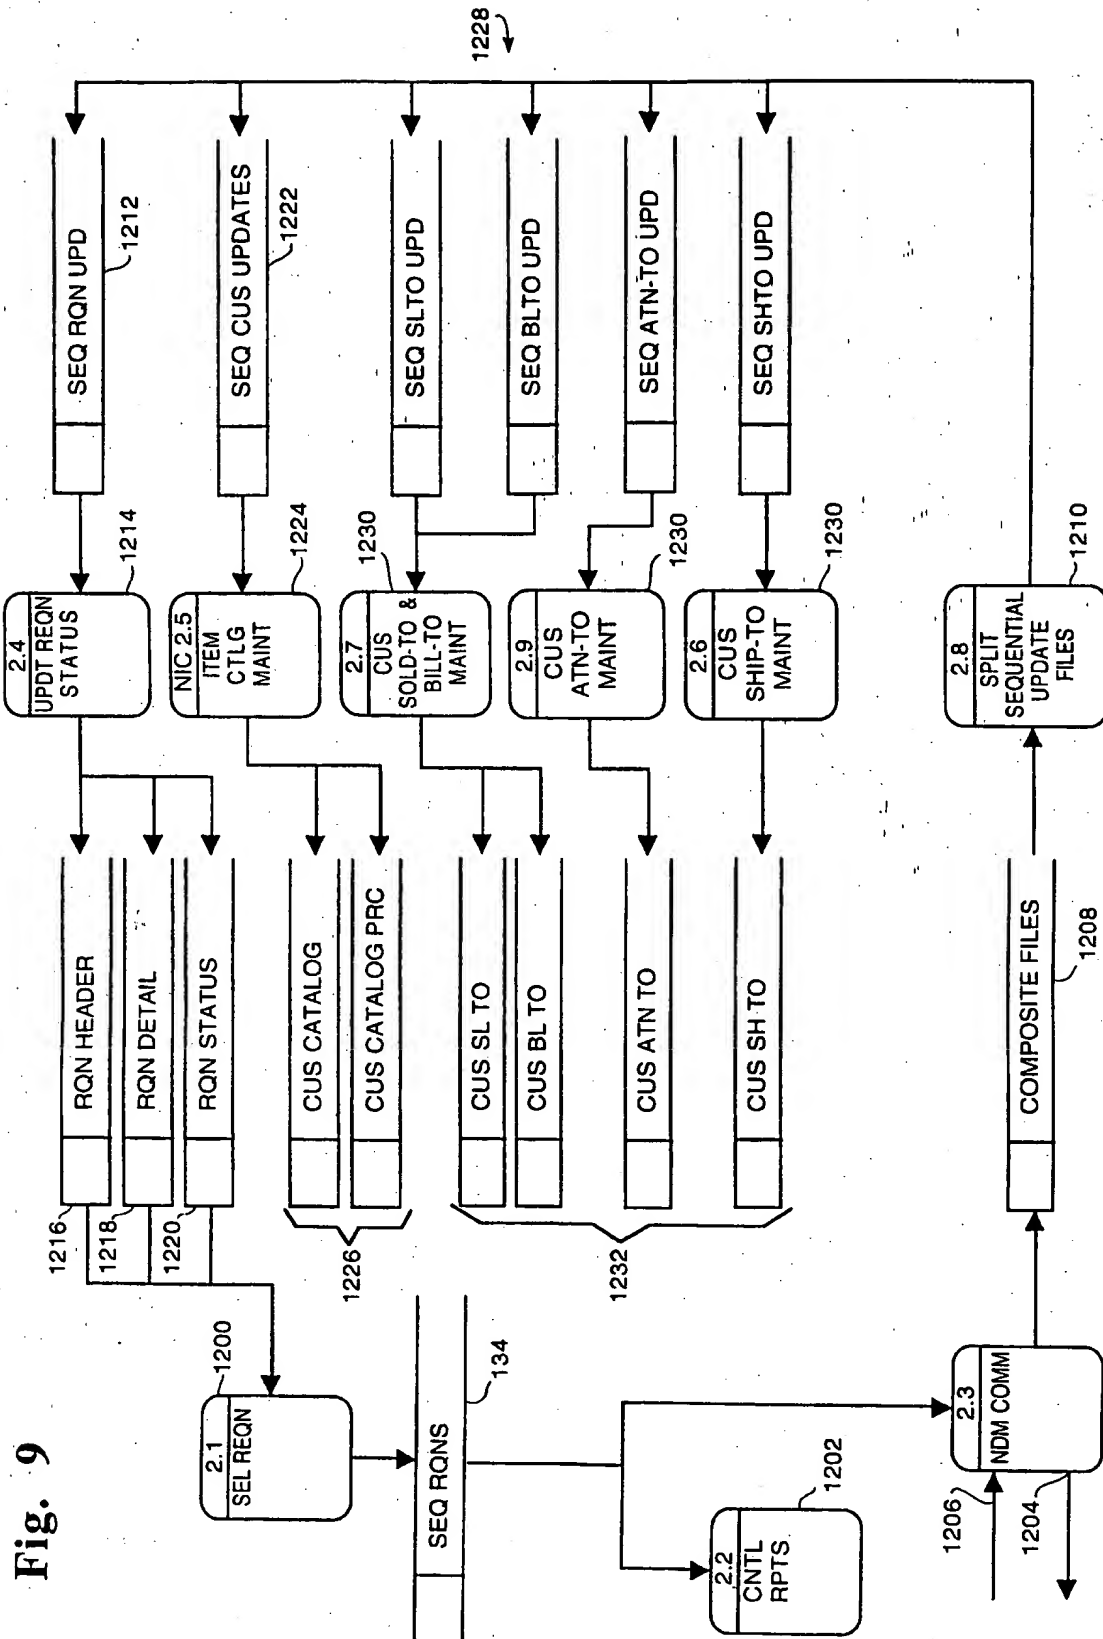 Fig. 9
2.1
SEL REQN
1200
SEQ RQNS
134
2.2
CNTL
RPTS
1202
2.3
NDM COMM
1206
1204
1216
RQN HEADER
1218
RQN DETAIL
1220
RQN STATUS
1226
CUS CATALOG
CUS CATALOG PRC
1232
CUS SL TO
CUS BL TO
CUS ATN TO
CUS SH TO
COMPOSITE FILES
1208
2.4
UPDT REQN
STATUS
1214
NIC 2.5
ITEM
CTLG
MAINT
1224
2.7
CUS
SOLD-TO &
BILL-TO
MAINT
1230
2.9
CUS
ATN-TO
MAINT
1230
2.6
CUS
SHIP-TO
MAINT
1230
2.8
SPLIT
SEQUENTIAL
UPDATE
FILES
1210
SEQ RQN UPD
1212
SEQ CUS UPDATES
1222
SEQ SLTO UPD
SEQ BLTO UPD
SEQ ATN-TO UPD
SEQ SHTO UPD
1228